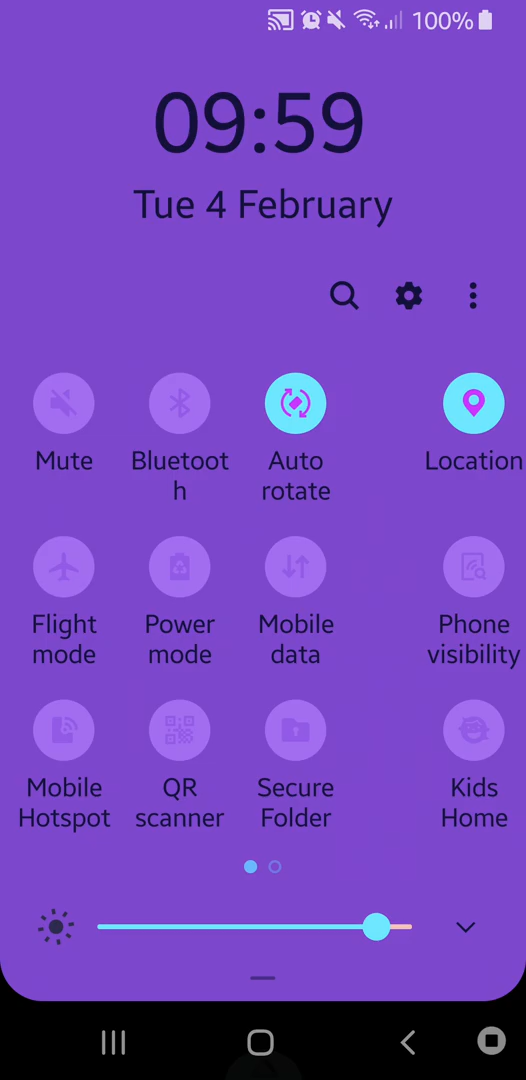 100%
09:59
Tue 4 February
Mute
Bluetoot
h
Auto
rotate
Location
Flight
mode
Power
mode
Mobile
data
Phone
visibility
Mobile
Hotspot
QR
scanner
Secure
Folder
Kids
Home